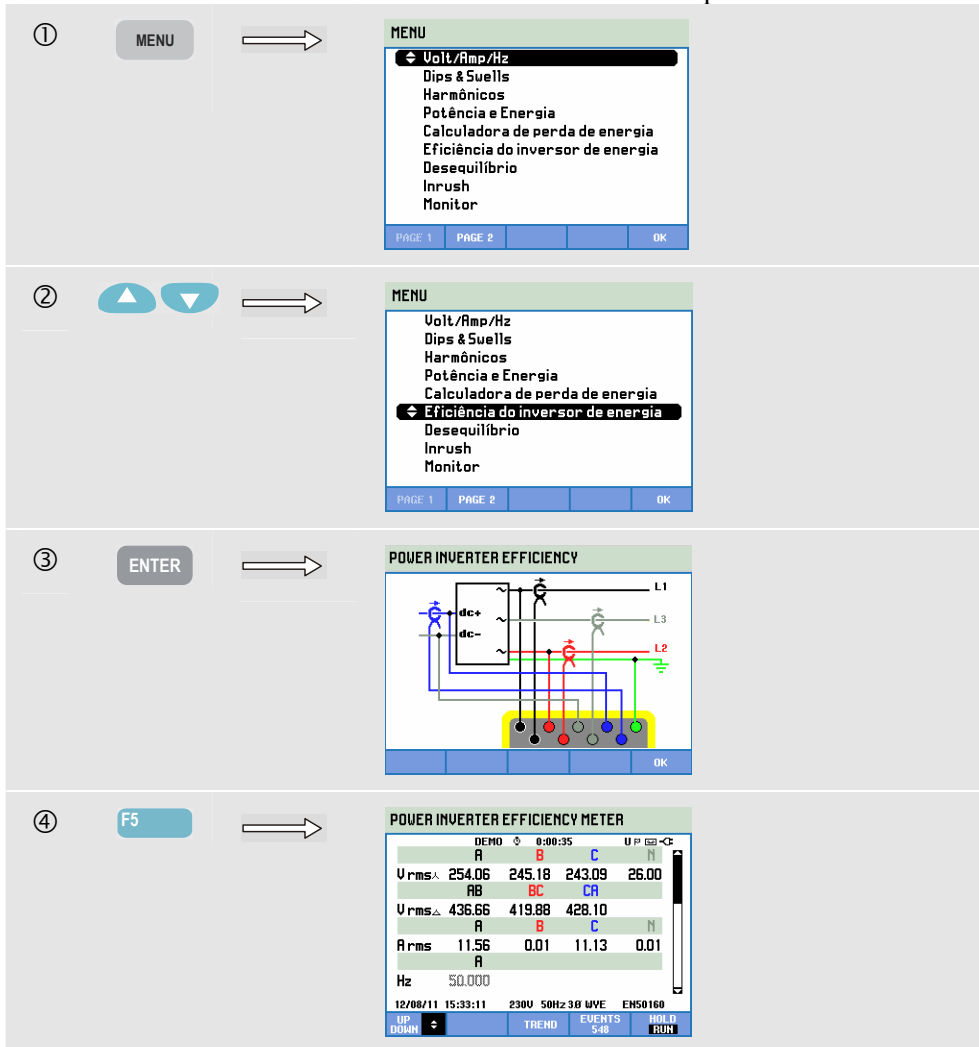 ① MENU
MENU
Volt/Amp/Hz
Dips & Swells
Harmônicos
Potência e Energia
Calculadora de perda de energia
Eficiência do inversor de energia
Desequilíbrio
Inrush
Monitor
PAGE 1 PAGE 2 OK
②
MENU
Volt/Amp/Hz
Dips & Swells
Harmônicos
Potência e Energia
Calculadora de perda de energia
Eficiência do inversor de energia
Desequilíbrio
Inrush
Monitor
PAGE 1 PAGE 2 OK
③ ENTER
POWER INVERTER EFFICIENCY
L1
dc+
L3
dc-
L2
OK
④ F5
POWER INVERTER EFFICIENCY METER
DEMO 0:00:35 U
A B C N
V rms 254.06 245.18 243.09 26.00
AB BC CA
V rms 436.66 419.88 428.10
A B C N
A rms 11.56 0.01 11.13 0.01
A
Hz 50.000
12/08/11 15:33:11 230V 50Hz 3.0 WYE EN50160
UP DOWN TREND EVENTS 548 HOLD RUN